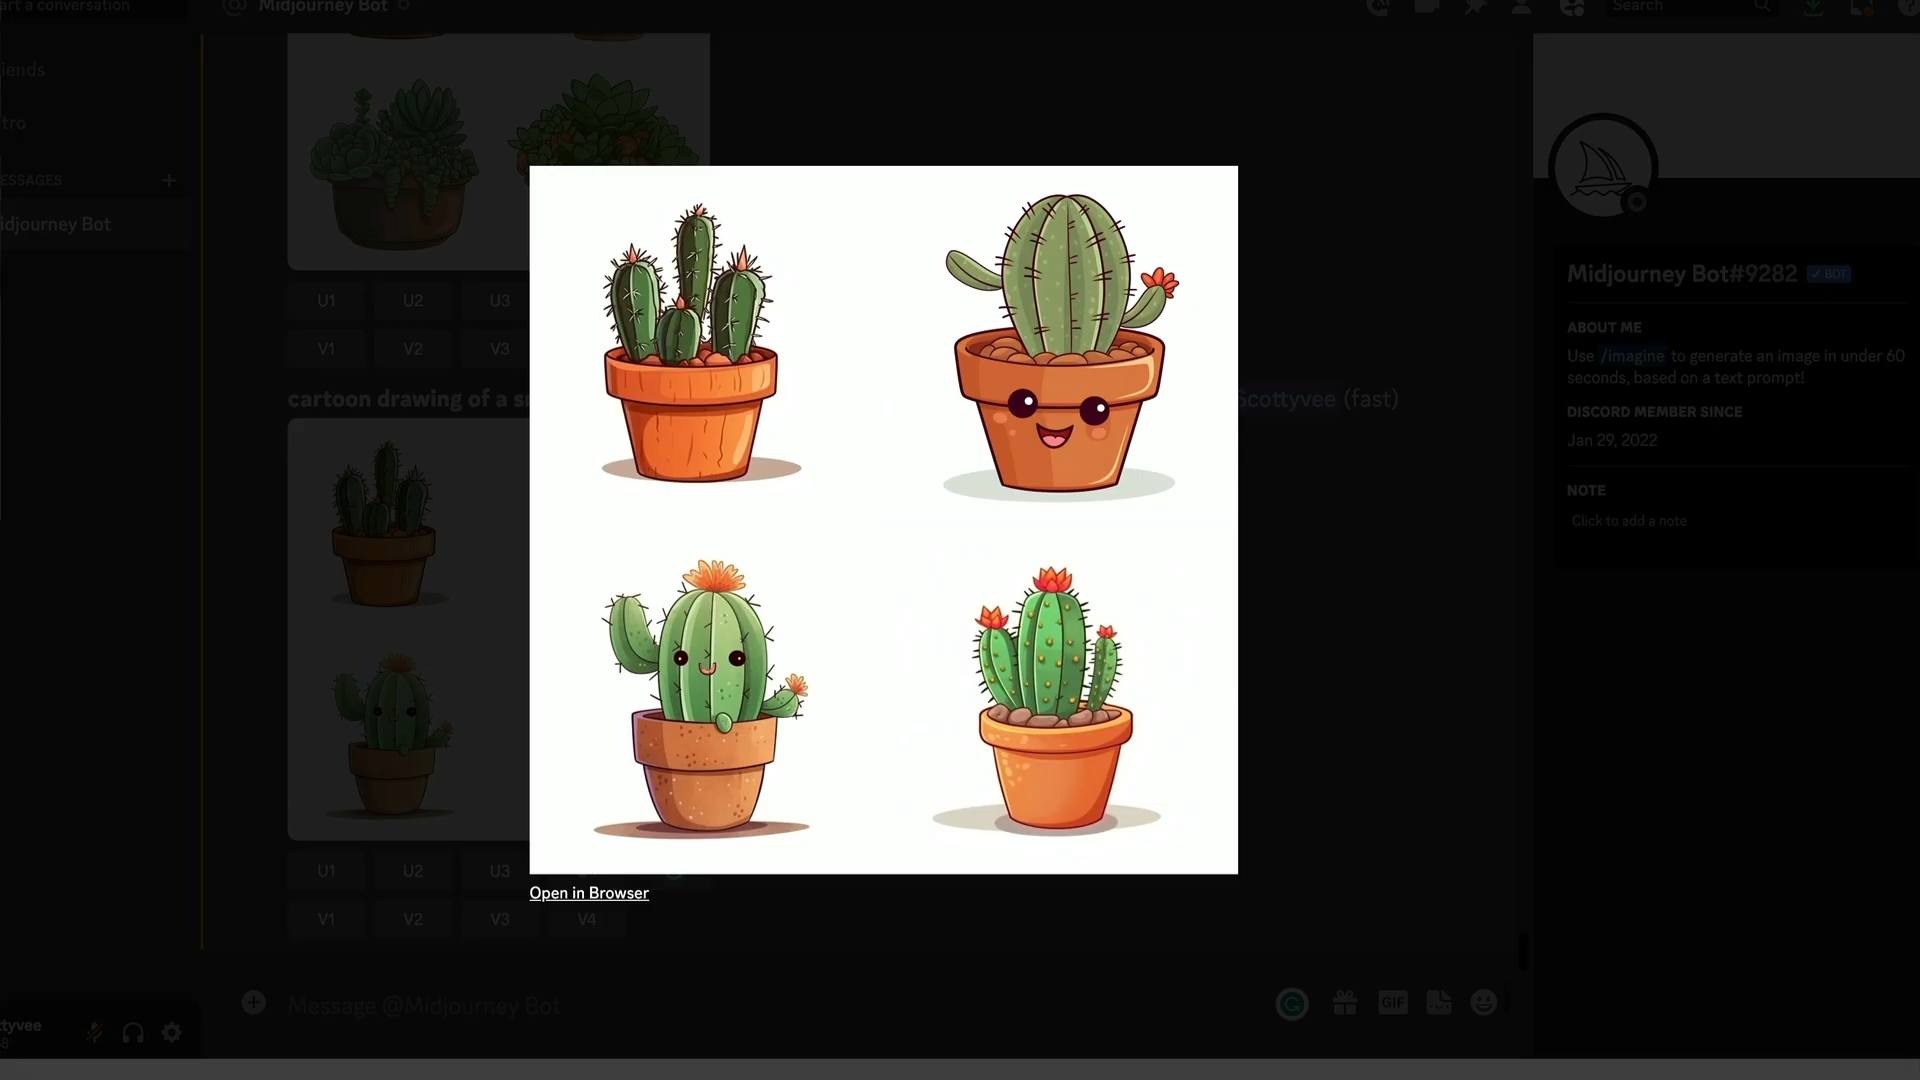 art a conversation
Midjourney Bot
Search
iends
tro
ESSAGES
idjourney Bot
U1 U2 U3
V1 V2 V3
cartoon drawing of a s
Scottyvee (fast)
U1 U2 U3
V1 V2 V3 V4
Open in Browser
Message @Midjourney Bot
GIF
ttyvee
Midjourney Bot#9282 BOT
ABOUT ME
Use /imagine to generate an image in under 60
seconds, based on a text prompt!
DISCORD MEMBER SINCE
Jan 29, 2022
NOTE
Click to add a note